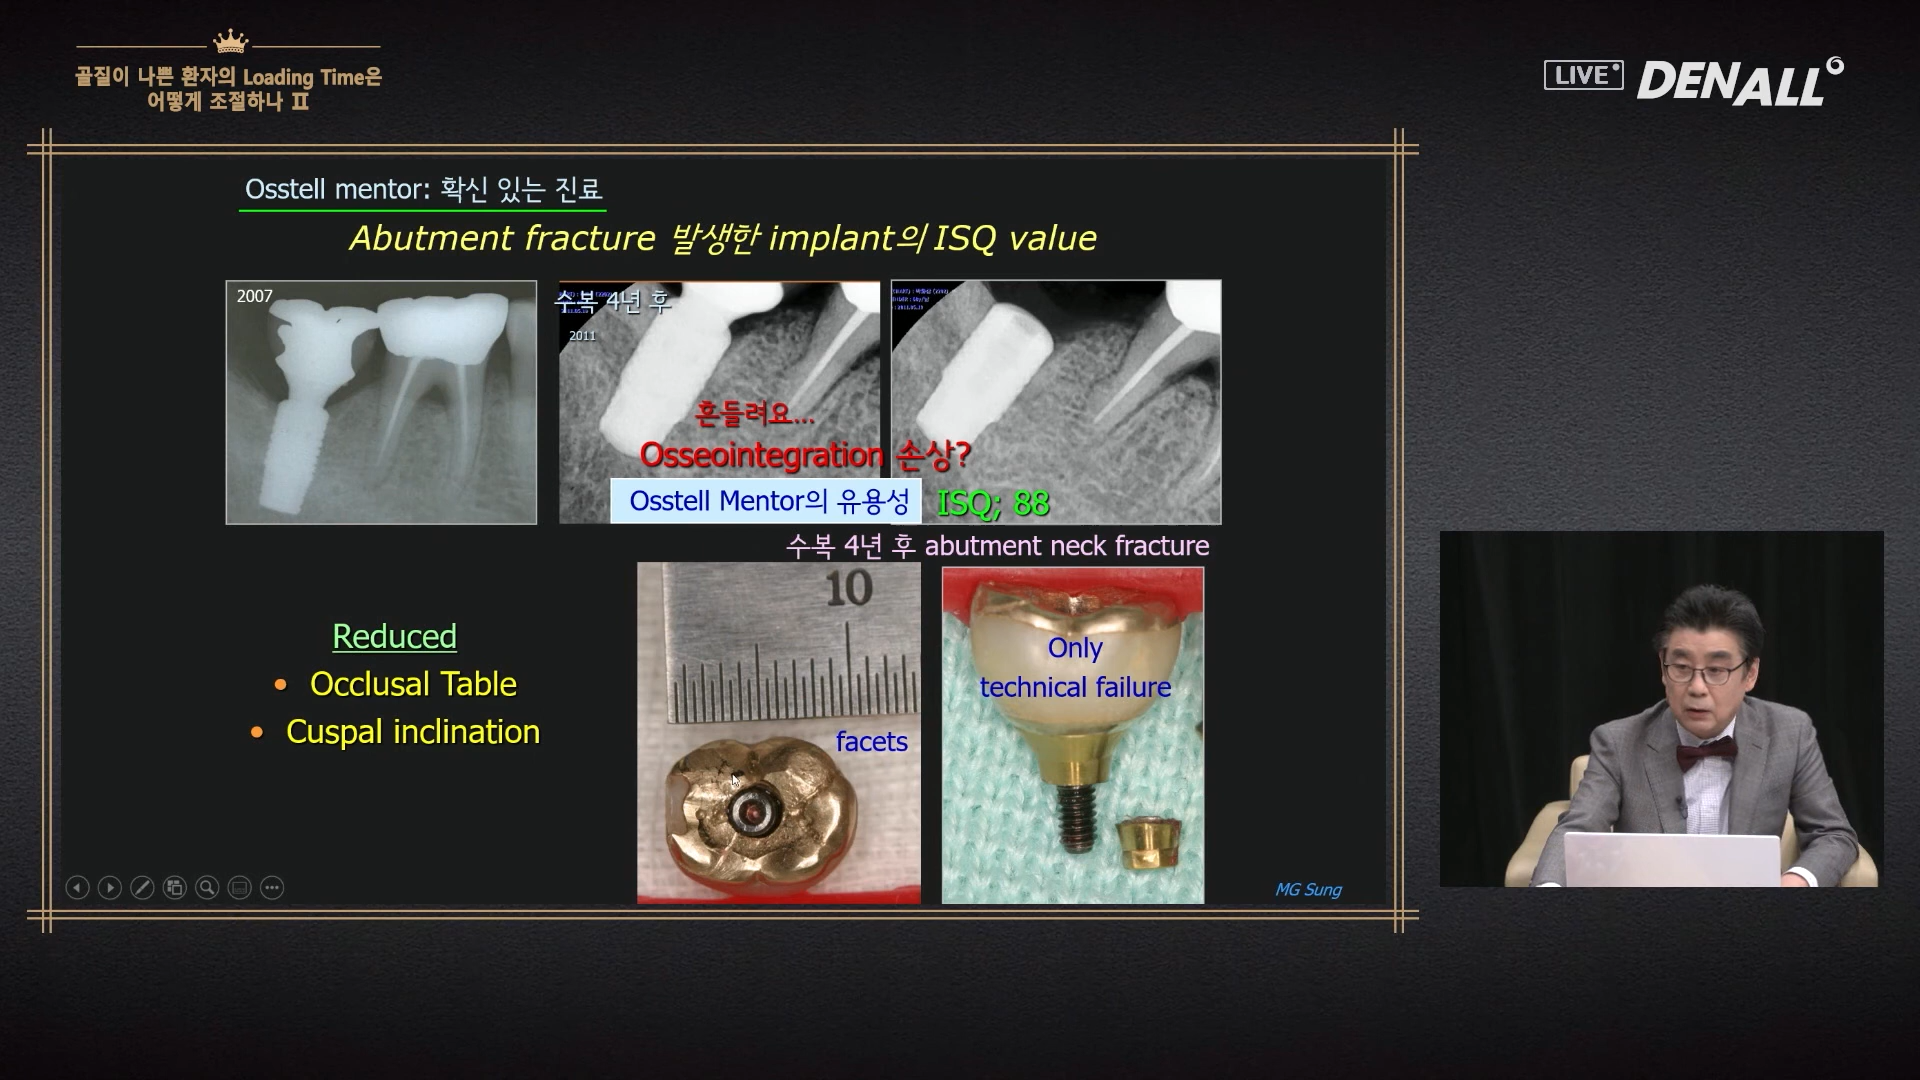 골질이 나쁜 환자의 Loading Time은
어떻게 조절하나 Ⅱ
LIVE
DENALL
Osstell mentor: 확신 있는 진료
Abutment fracture 발생한 implant의 ISQ value
2007
수복 4년 후
2011
흔들려요...
Osseointegration 손상?
Osstell Mentor의 유용성
ISQ; 88
수복 4년 후 abutment neck fracture
Reduced
• Occlusal Table
• Cuspal inclination
10
facets
Only
technical failure
MG Sung